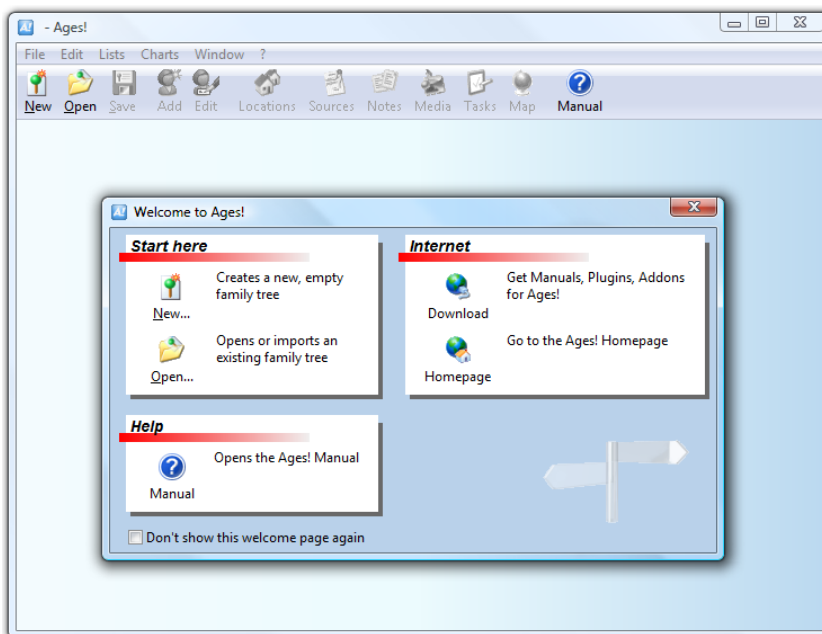 A! - Ages!
File Edit Lists Charts Window ?
New Open Save Add Edit Locations Sources Notes Media Tasks Map Manual
A! Welcome to Ages!
Start here
Creates a new, empty
family tree
New...
Opens or imports an
existing family tree
Open...
Internet
Get Manuals, Plugins, Addons
for Ages!
Download
Go to the Ages! Homepage
Homepage
Help
Opens the Ages! Manual
Manual
Don't show this welcome page again